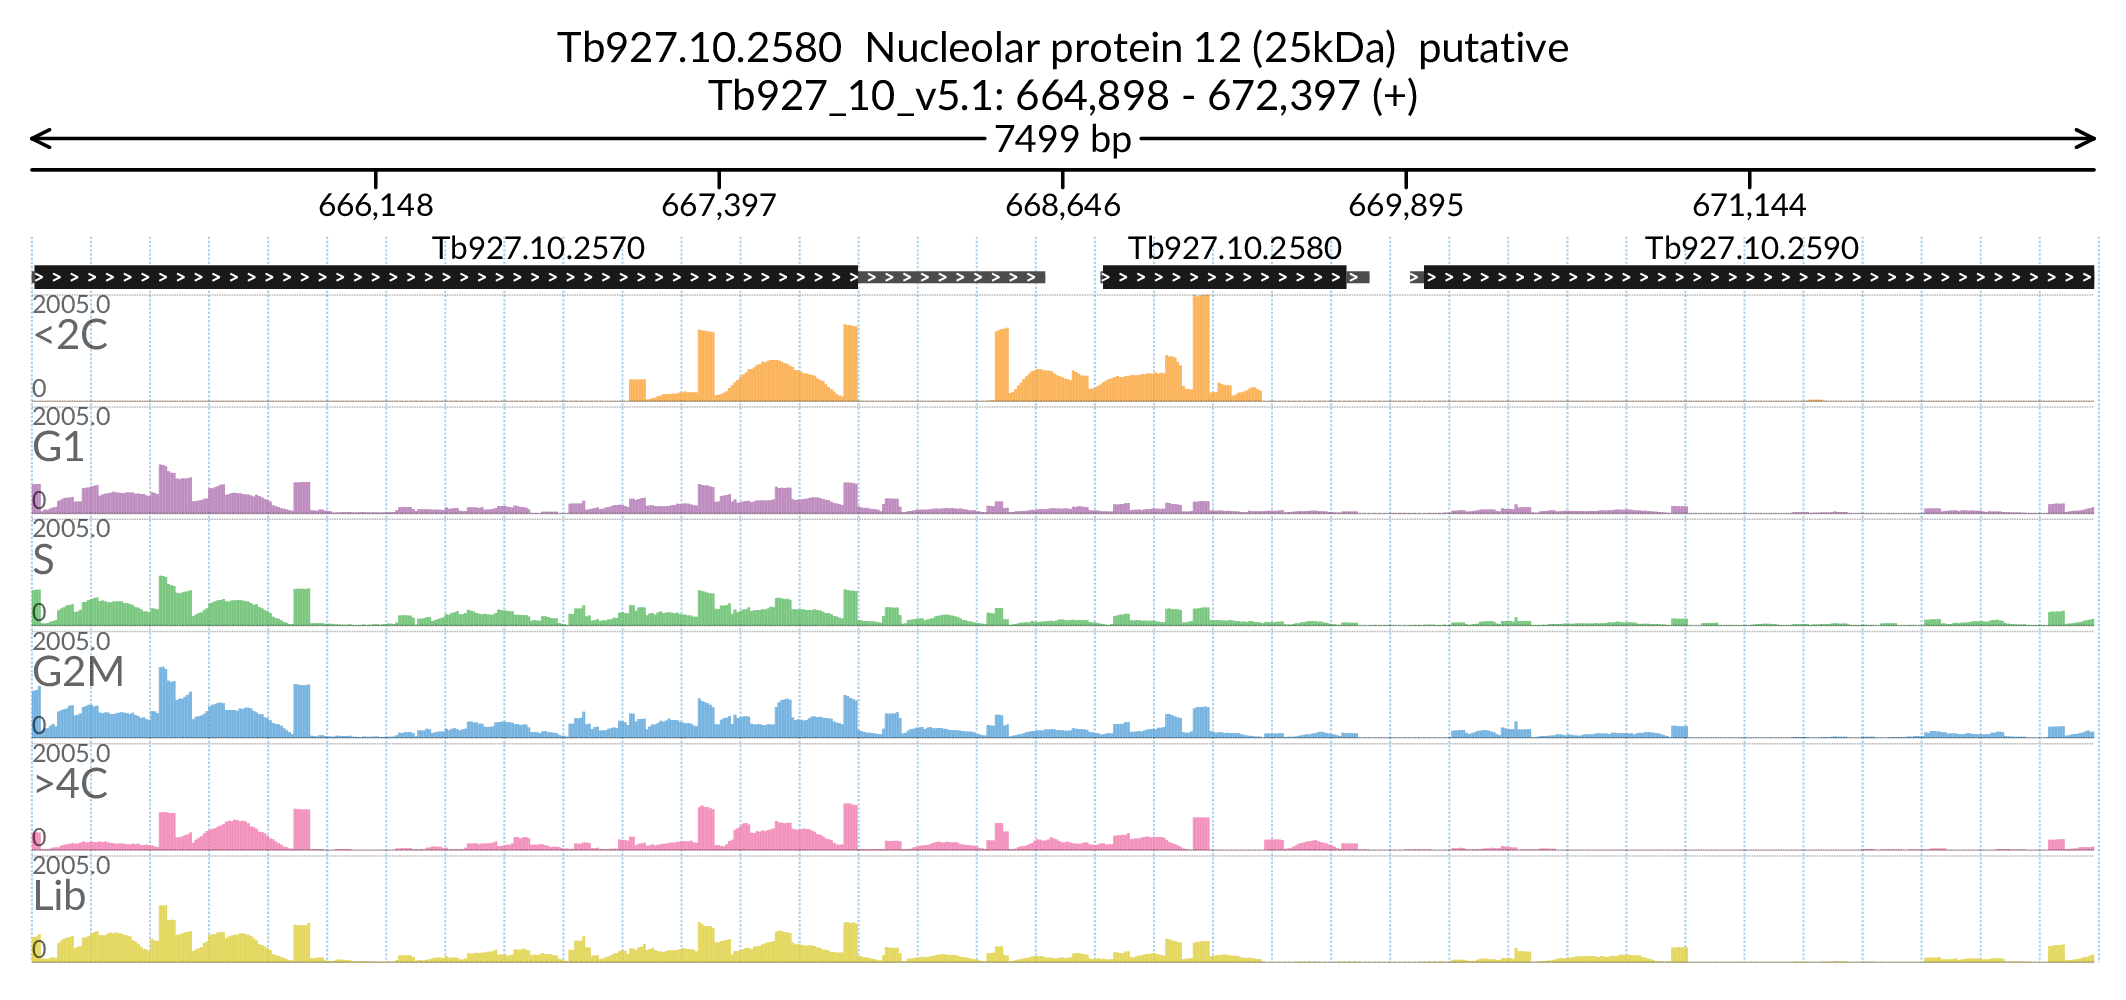 Tb927.10.2580  Nucleolar protein 12 (25kDa)  putative
Tb927_10_v5.1: 664,898 - 672,397 (+)
7499 bp
666,148 667,397 668,646 669,895 671,144
Tb927.10.2570 Tb927.10.2580 Tb927.10.2590
2005.0
<2C
0
2005.0
G1
0
2005.0
S
0
2005.0
G2M
0
2005.0
>4C
0
2005.0
Lib
0